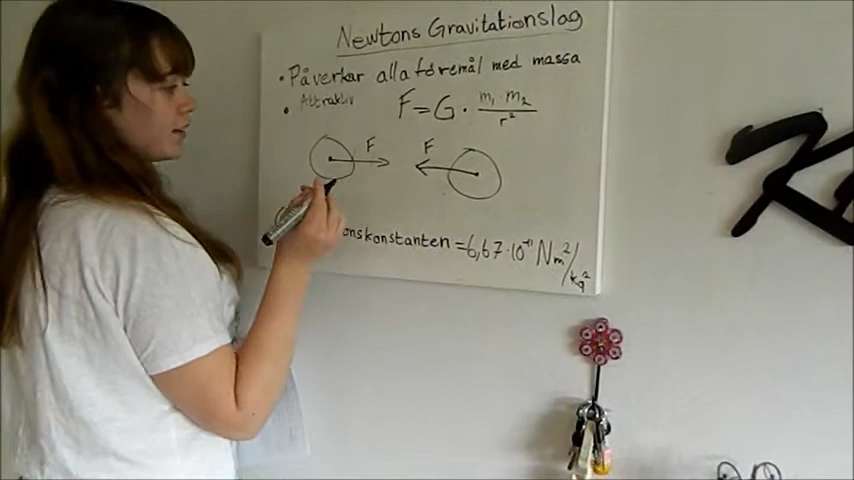 Newtons Gravitationslag
• Påverkar alla föremål med massa
• Attraktiv F = G · m₁ · m₂ / r²
F F
onskonstanten = 6,67 · 10⁻¹¹ Nm²/kg²